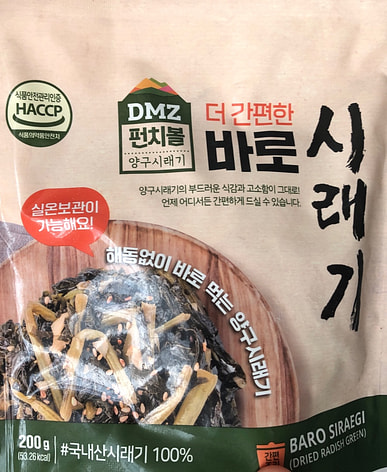 식품안전관리인증
HACCP
식품의약품안전처
DMZ
펀치볼
양구시래기
더 간편한
바로
시래기
양구시래기의 부드러운 식감과 고소함이 그대로!
언제 어디서든 간편하게 드실 수 있습니다.
실온보관이
가능해요!
해동없이 바로 먹는 양구시래기
200g
(53.26 kcal)
#국내산시래기 100%
간편
BARO SIRAEGI
(DRIED RADISH GREEN)